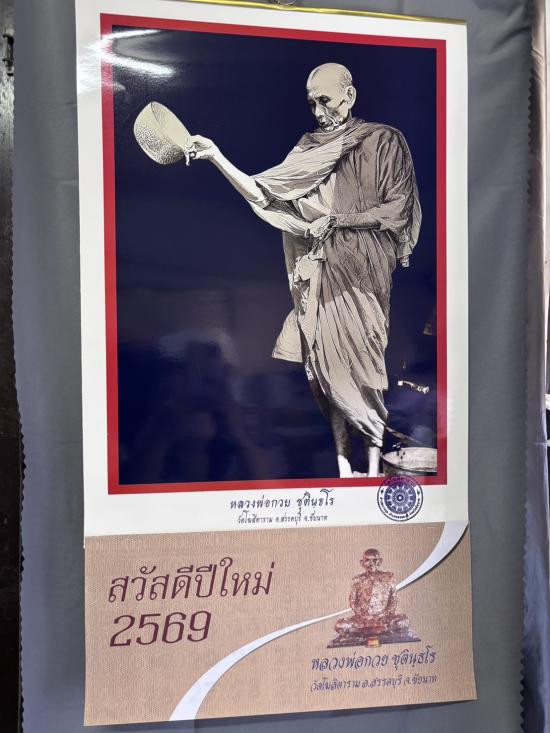 หลวงพ่อกวย ชุตินฺธโร
วัดโฆสิตาราม อ.สรรคบุรี จ.ชัยนาท
สวัสดีปีใหม่
2569
หลวงพ่อกวย ชุตินฺธโร
วัดโฆสิตาราม อ.สรรคบุรี จ.ชัยนาท